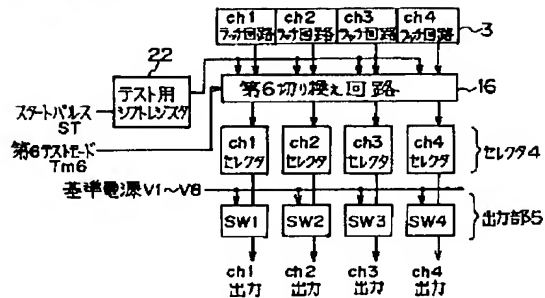 ch1 ch2 ch3 ch4
ラッチ回路 ラッチ回路 ラッチ回路 ラッチ回路
3
22
テスト用
シフトレジスタ
スタートパルス
ST
第6切り換え回路
16
第6テストモード
Tm6
ch1 ch2 ch3 ch4
セレクタ セレクタ セレクタ セレクタ
セレクタ4
基準電源V1~V8
SW1 SW2 SW3 SW4
出力部5
ch1 ch2 ch3 ch4
出力 出力 出力 出力